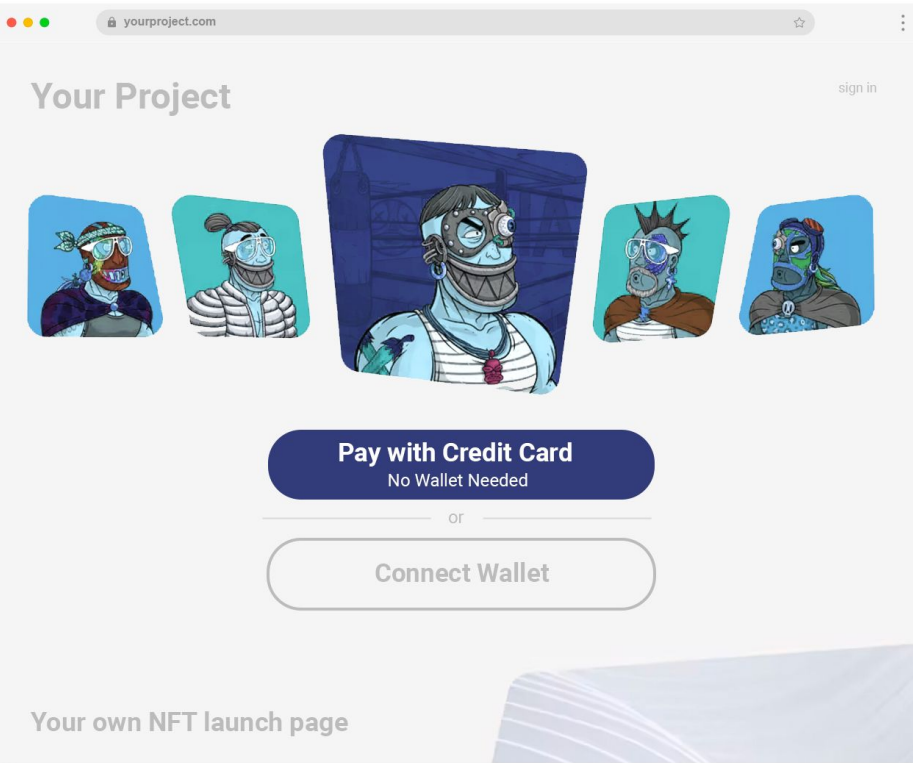 yourproject.com
Your Project
sign in
Pay with Credit Card
No Wallet Needed
or
Connect Wallet
Your own NFT launch page